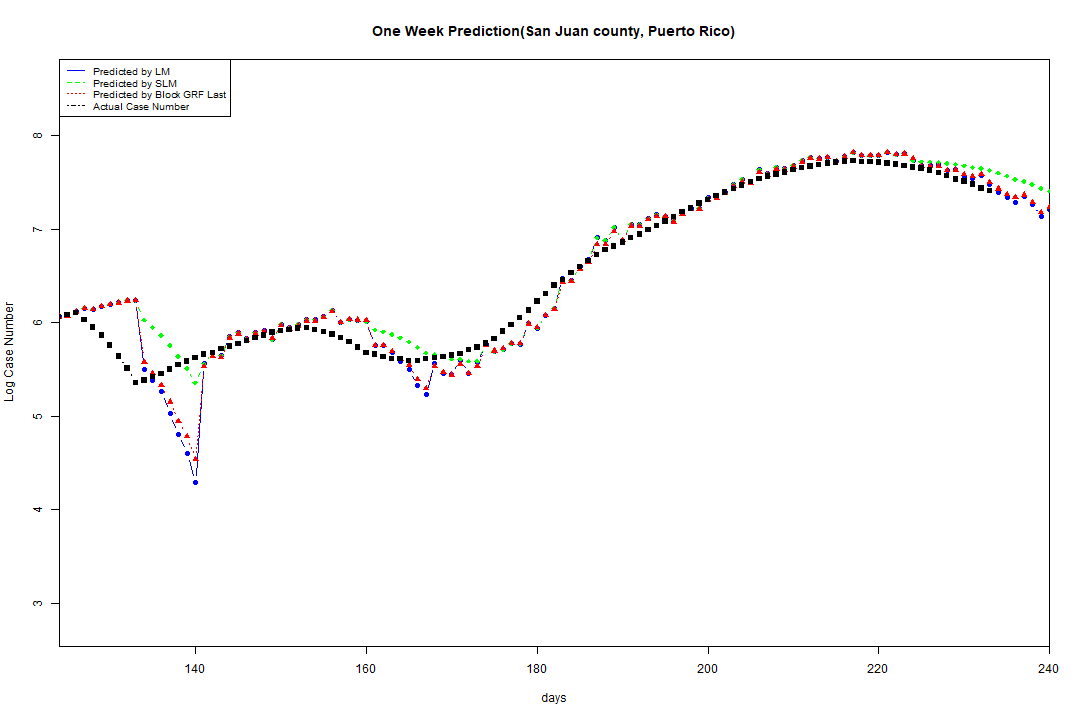 One Week Prediction(San Juan county, Puerto Rico)
Predicted by LM
Predicted by SLM
Predicted by Block GRF Last
Actual Case Number
8
7
6
5
4
3
Log Case Number
140 160 180 200 220 240
days